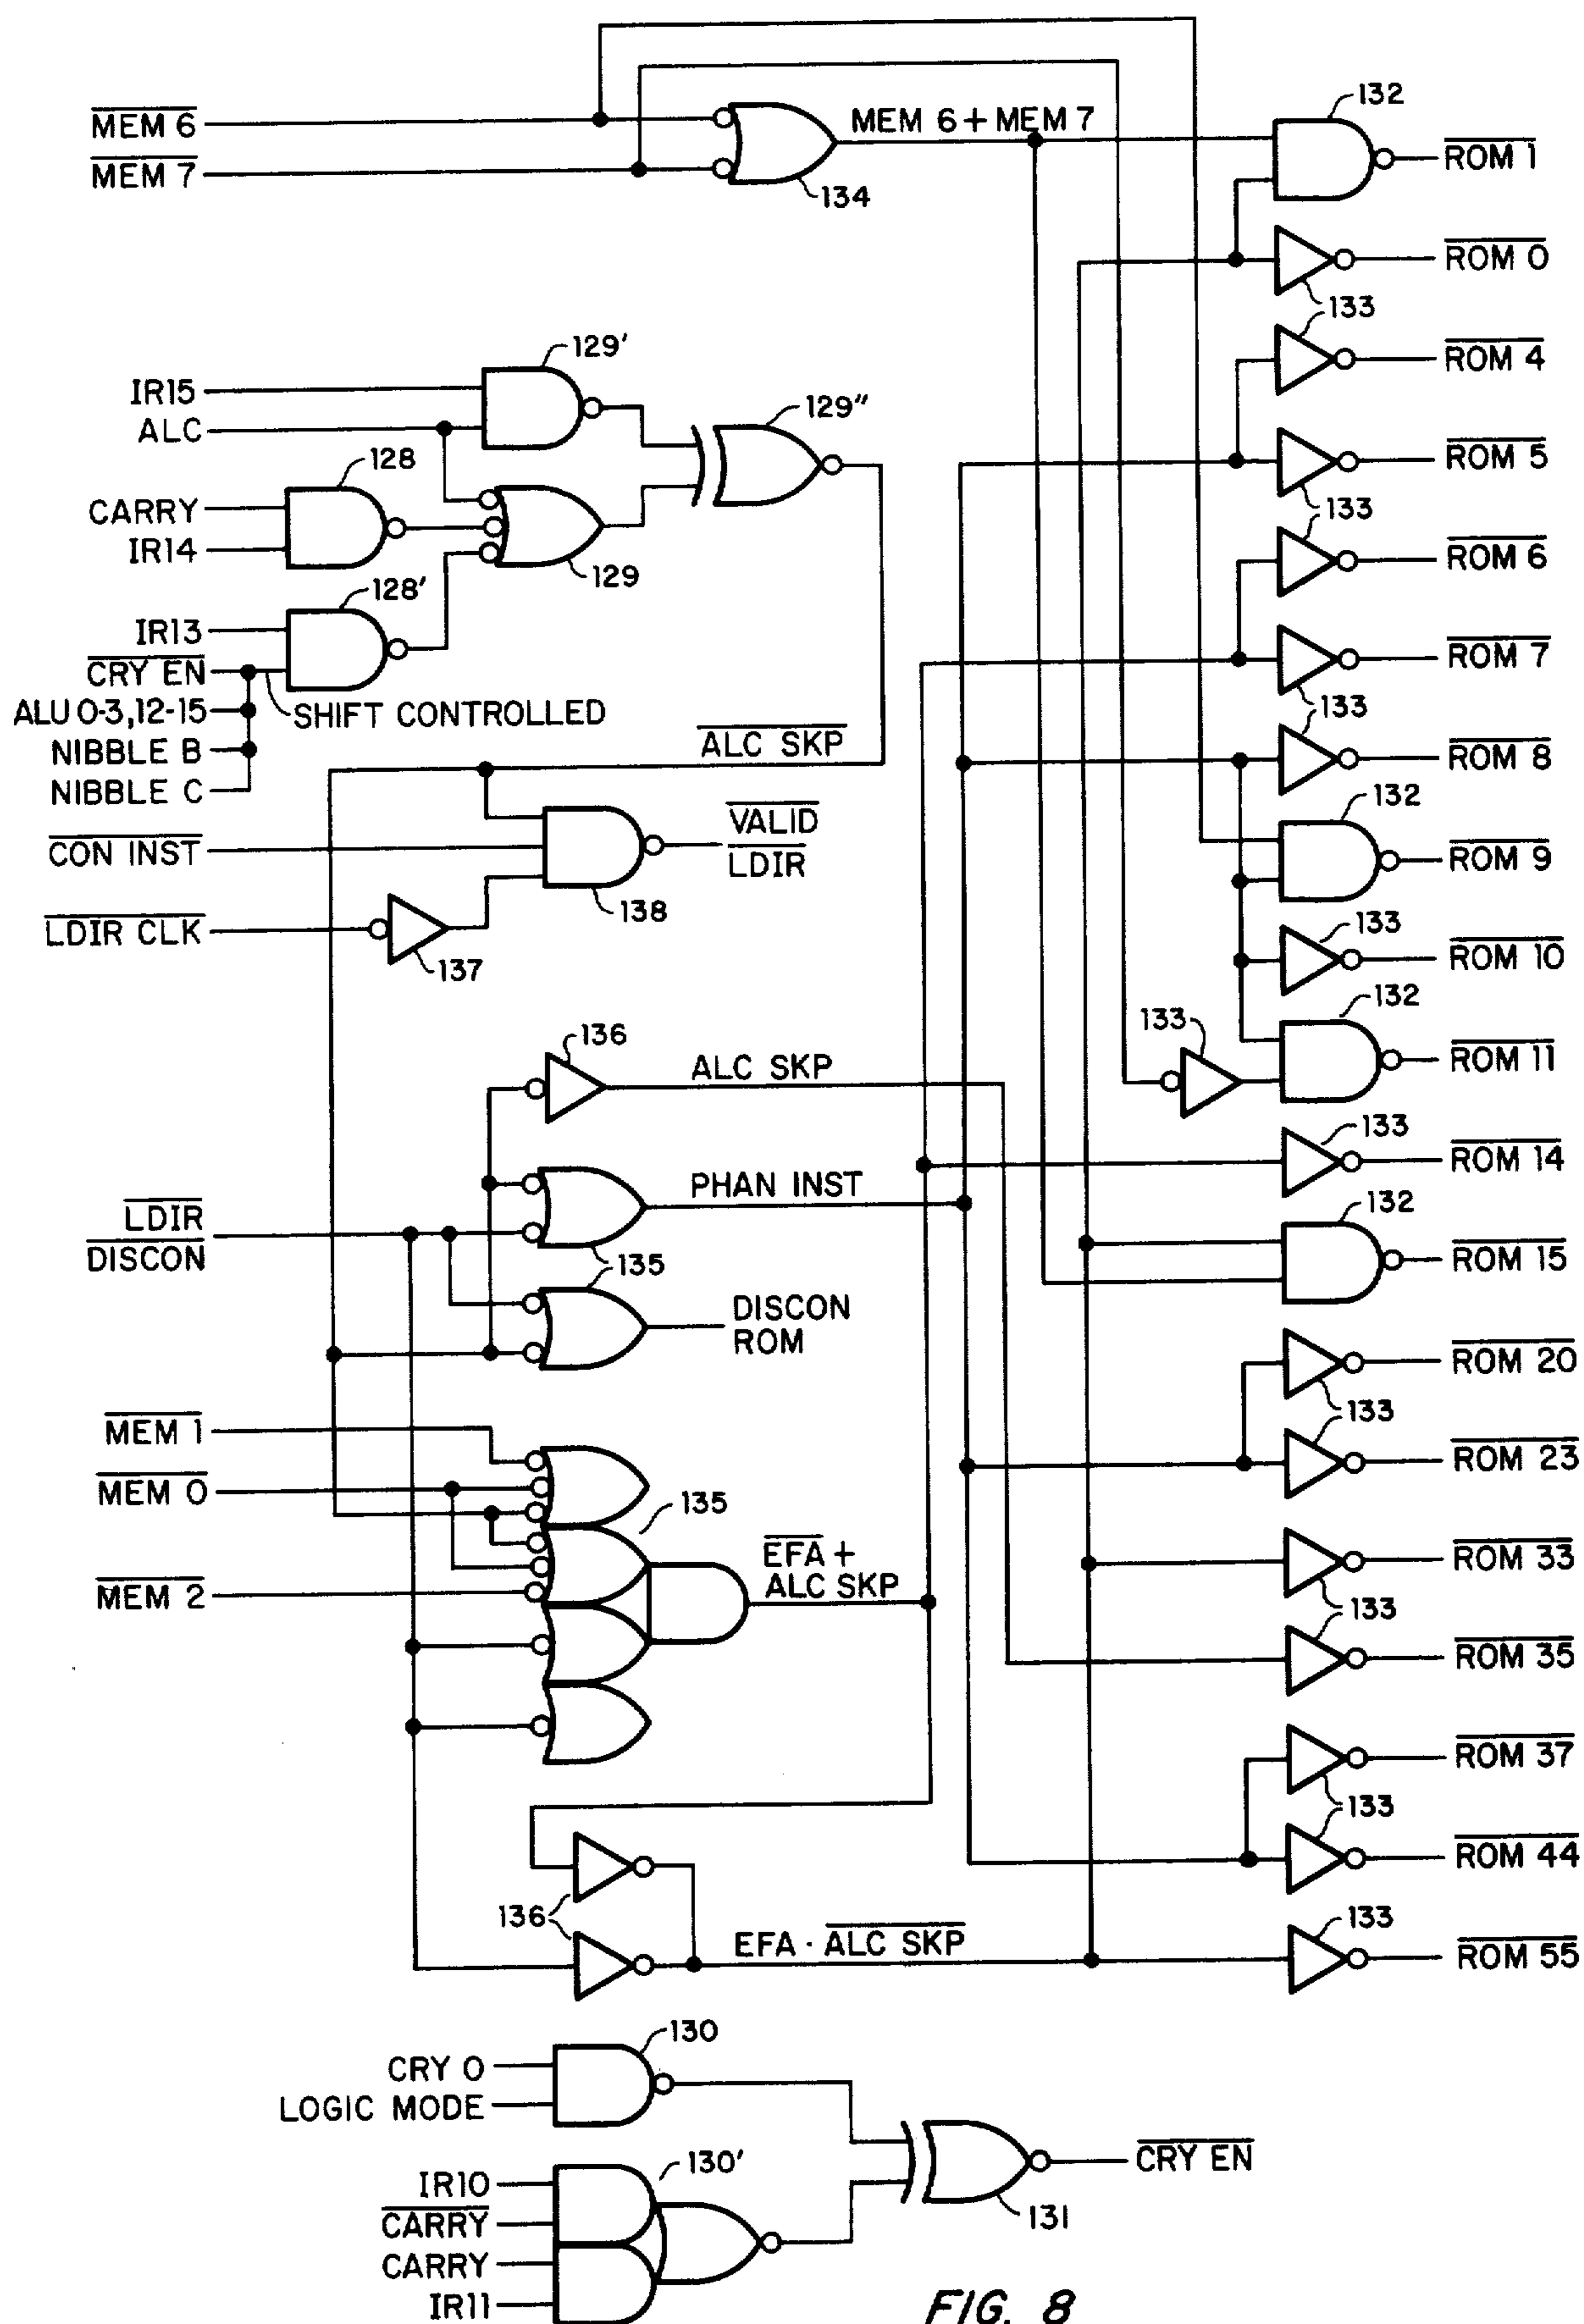 132
MEM 6
MEM 6 + MEM 7
ROM 1
MEM 7
134
ROM 0
133
129'
ROM 4
IR15
129"
ALC
128
ROM 5
133
CARRY
IR14
129
ROM 6
128'
IR13
ROM 7
CRY EN
133
ALU 0-3,12-15
SHIFT CONTROLLED
NIBBLE B
ALC SKP
ROM 8
NIBBLE C
132
VALID
LDIR
CON INST
ROM 9
138
133
LDIR CLK
137
ROM 10
132
136
133
ALC SKP
ROM 11
133
PHAN INST
ROM 14
132
LDIR
DISCON
135
135
ROM 15
DISCON
ROM
ROM 20
133
MEM 1
ROM 23
MEM 0
135
EFA +
ALC SKP
ROM 33
MEM 2
133
ROM 35
ROM 37
133
ROM 44
136
133
EFA · ALC SKP
ROM 55
130
CRY 0
LOGIC MODE
130'
CRY EN
IR10
CARRY
131
CARRY
IR11
FIG. 8